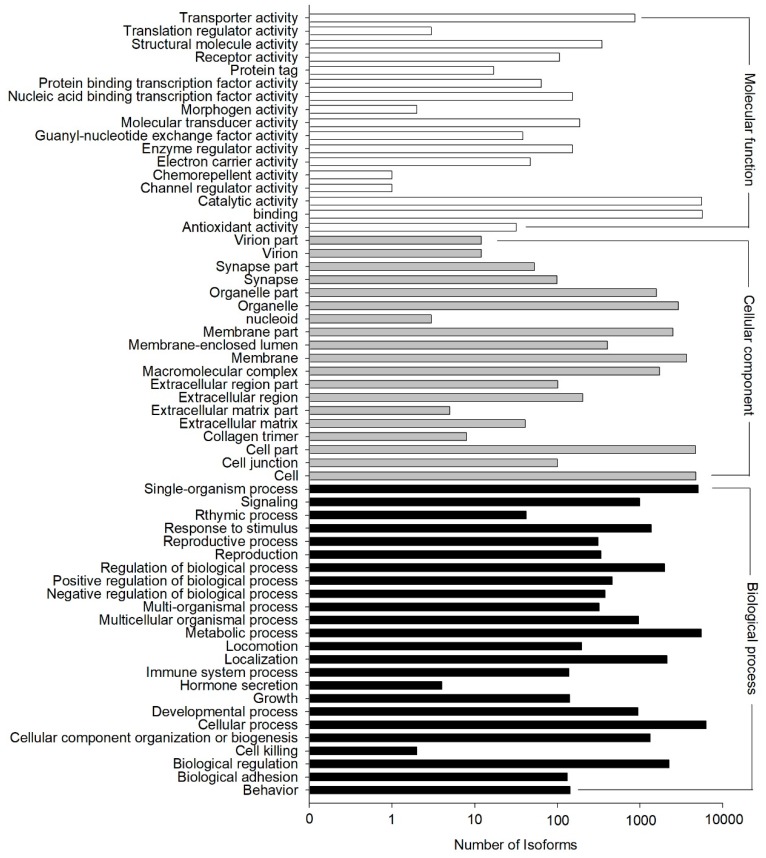 Transporter activity
Translation regulator activity
Structural molecule activity
Receptor activity
Protein tag
Protein binding transcription factor activity
Nucleic acid binding transcription factor activity
Morphogen activity
Molecular transducer activity
Guanyl-nucleotide exchange factor activity
Enzyme regulator activity
Electron carrier activity
Chemorepellent activity
Channel regulator activity
Catalytic activity
binding
Antioxidant activity
Molecular function
Virion part
Virion
Synapse part
Synapse
Organelle part
Organelle
nucleoid
Membrane part
Membrane-enclosed lumen
Membrane
Macromolecular complex
Extracellular region part
Extracellular region
Extracellular matrix part
Extracellular matrix
Collagen trimer
Cell part
Cell junction
Cell
Cellular component
Single-organism process
Signaling
Rthymic process
Response to stimulus
Reproductive process
Reproduction
Regulation of biological process
Positive regulation of biological process
Negative regulation of biological process
Multi-organismal process
Multicellular organismal process
Metabolic process
Locomotion
Localization
Immune system process
Hormone secretion
Growth
Developmental process
Cellular process
Cellular component organization or biogenesis
Cell killing
Biological regulation
Biological adhesion
Behavior
Biological process
0 1 10 100 1000 10000
Number of Isoforms